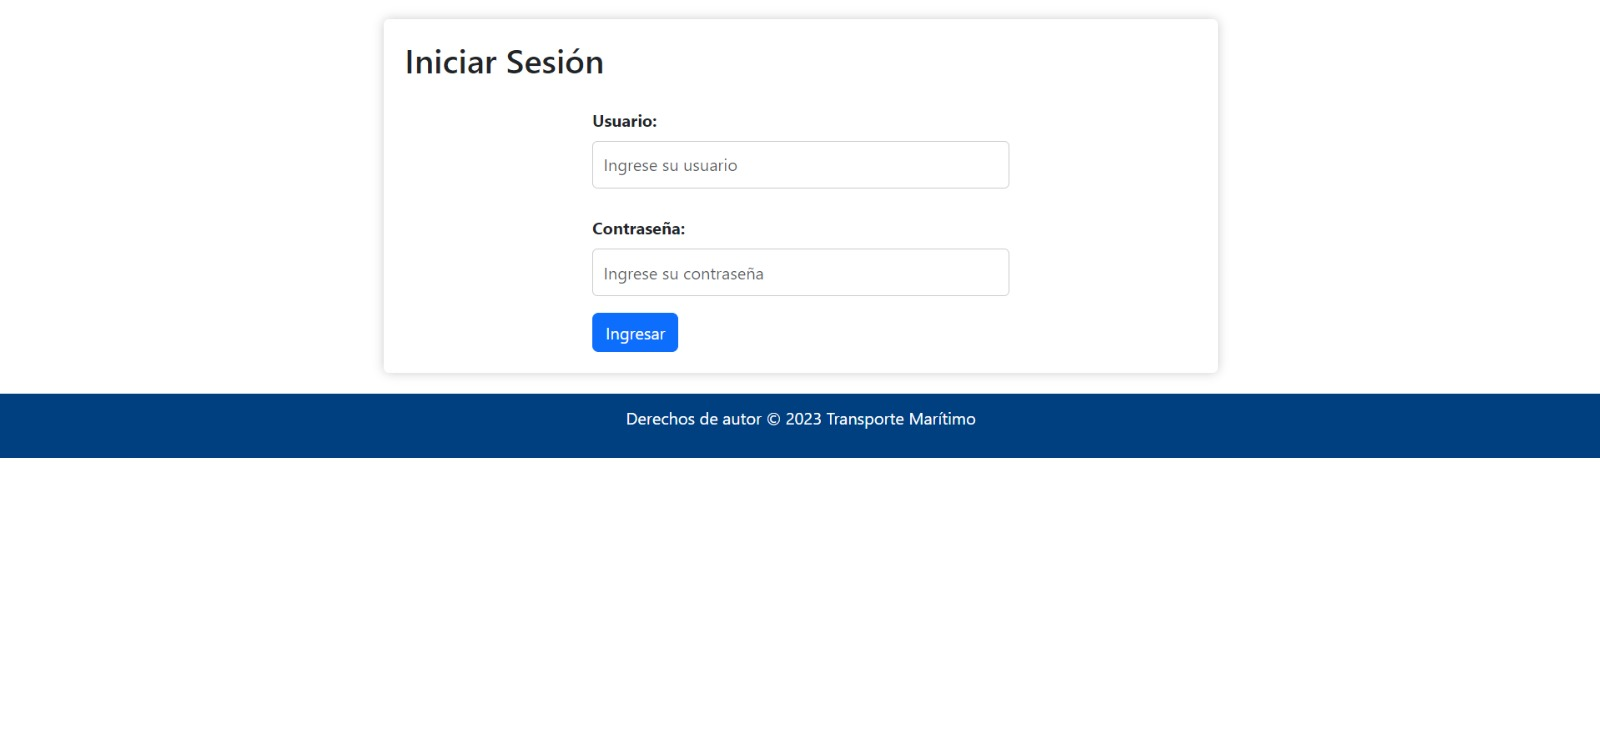 Iniciar Sesión
Usuario:
Ingrese su usuario
Contraseña:
Ingrese su contraseña
Ingresar
Derechos de autor © 2023 Transporte Marítimo